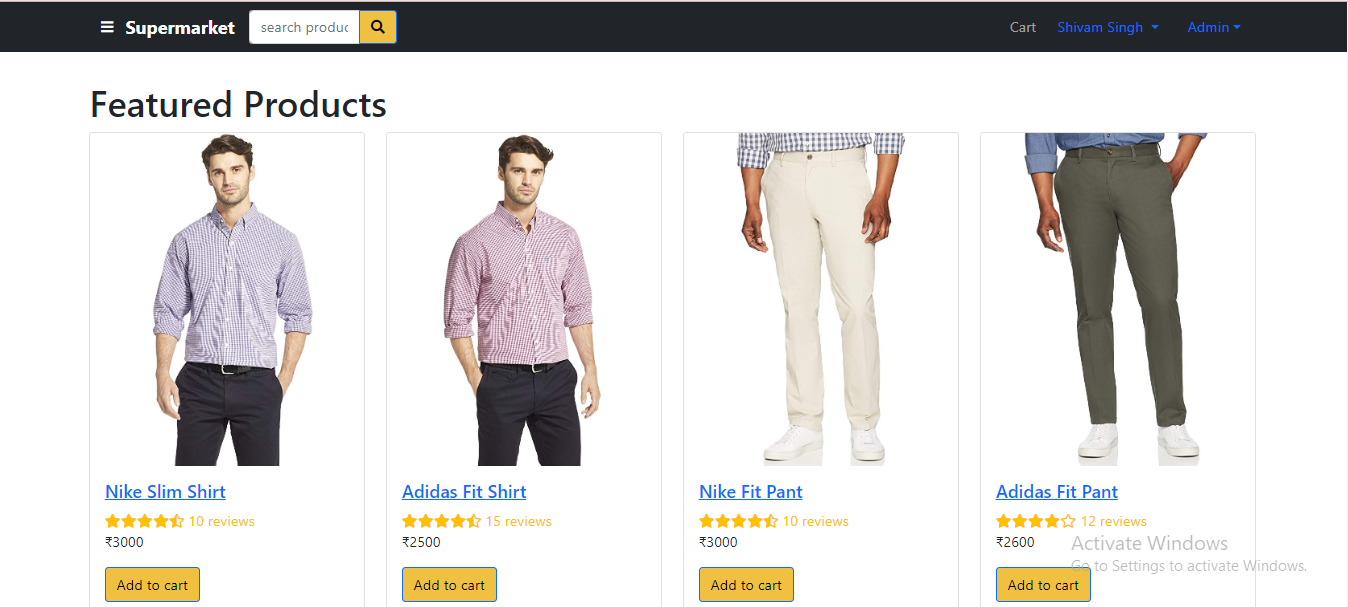 Supermarket
search produc
Cart
Shivam Singh
Admin
Featured Products
Nike Slim Shirt
10 reviews
₹3000
Add to cart
Adidas Fit Shirt
15 reviews
₹2500
Add to cart
Nike Fit Pant
10 reviews
₹3000
Add to cart
Adidas Fit Pant
12 reviews
₹2600
Add to cart
Activate Windows
Go to Settings to activate Windows.